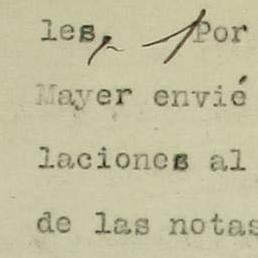 les, Por
Mayer envié
laciones al
de las notas